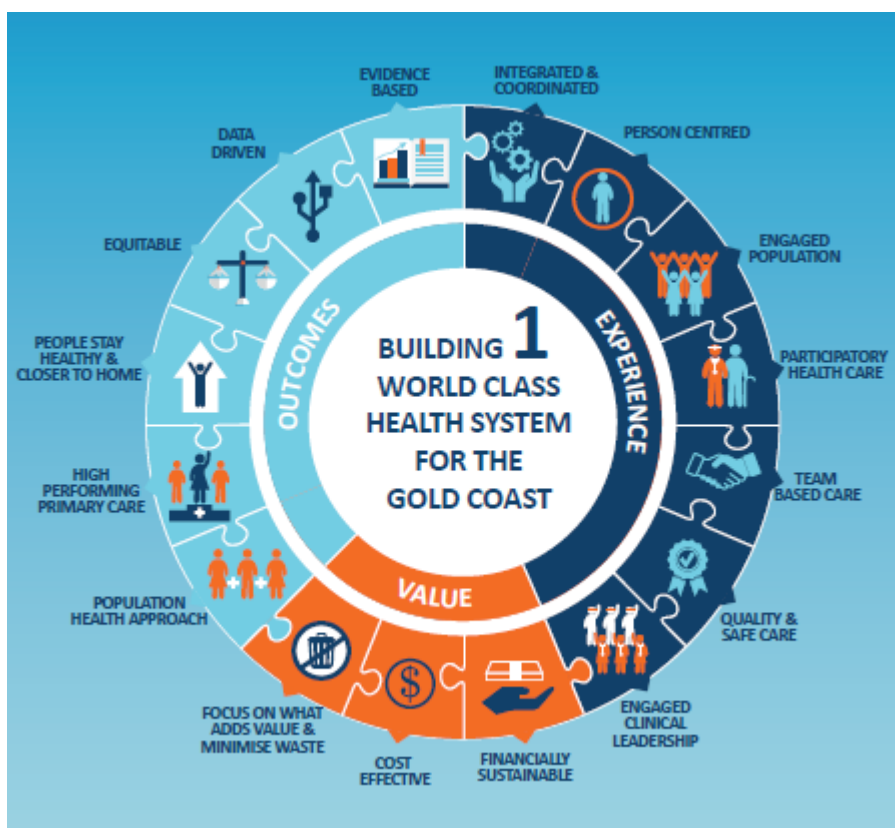 EVIDENCE
BASED
INTEGRATED &
COORDINATED
PERSON CENTRED
ENGAGED
POPULATION
PARTICIPATORY
HEALTH CARE
TEAM
BASED CARE
QUALITY &
SAFE CARE
ENGAGED
CLINICAL
LEADERSHIP
FINANCIALLY
SUSTAINABLE
COST
EFFECTIVE
FOCUS ON WHAT
ADDS VALUE &
MINIMISE WASTE
POPULATION
HEALTH APPROACH
HIGH
PERFORMING
PRIMARY CARE
PEOPLE STAY
HEALTHY &
CLOSER TO HOME
EQUITABLE
DATA
DRIVEN
OUTCOMES
EXPERIENCE
VALUE
$
BUILDING 1
WORLD CLASS
HEALTH SYSTEM
FOR THE
GOLD COAST